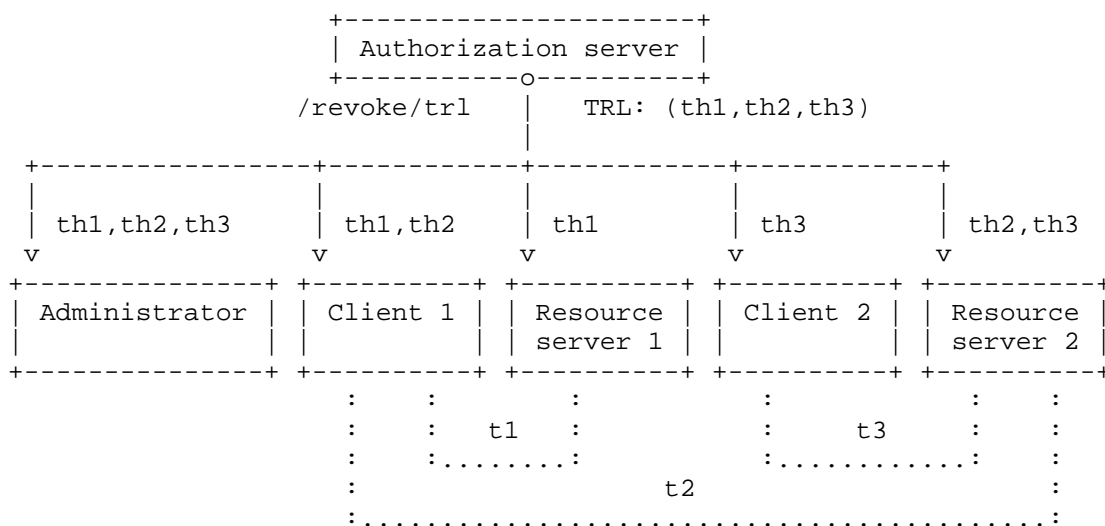 Authorization server
/revoke/trl TRL: (th1,th2,th3)
th1,th2,th3 th1,th2 th1 th3 th2,th3
Administrator Client 1 Resource Client 2 Resource
server 1 server 2
t1 t3
t2